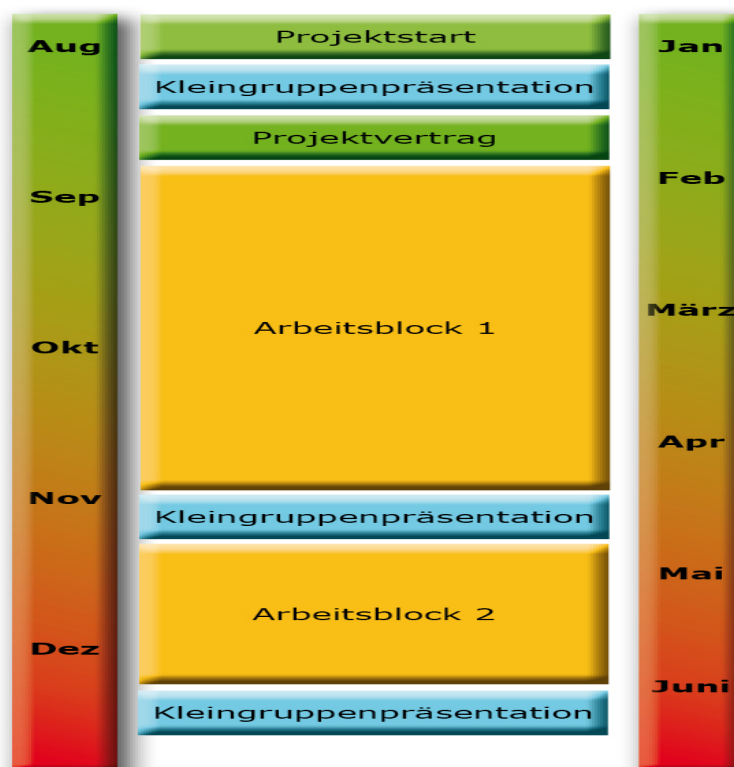 Aug
Sep
Okt
Nov
Dez
Projektstart
Kleingruppenpräsentation
Projektvertrag
Arbeitsblock 1
Kleingruppenpräsentation
Arbeitsblock 2
Kleingruppenpräsentation
Jan
Feb
März
Apr
Mai
Juni